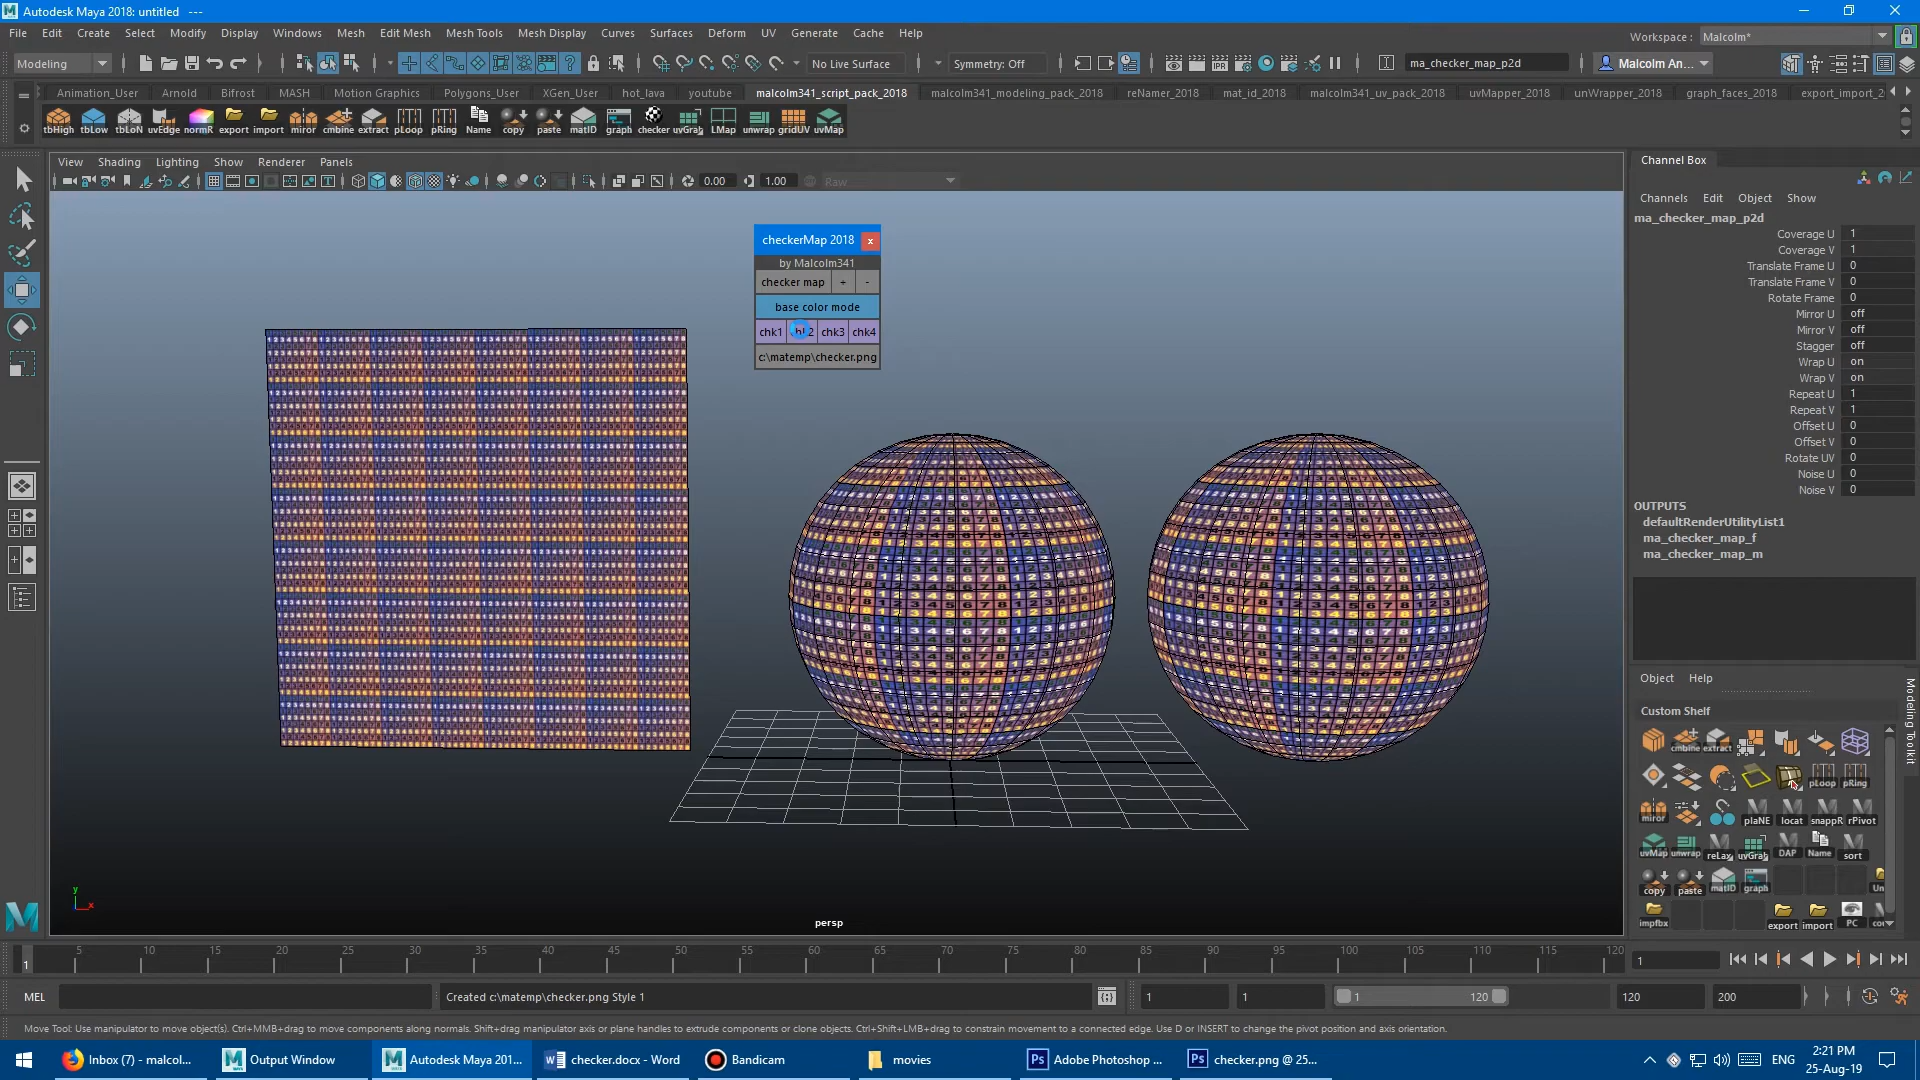 Autodesk Maya 2018: untitled   ---
File Edit Create Select Modify Display Windows Mesh Edit Mesh Mesh Tools Mesh Display Curves Surfaces Deform UV Generate Cache Help
Workspace : Malcolm*
Modeling No Live Surface Symmetry: Off ma_checker_map_p2d Malcolm An...
Animation_User Arnold Bifrost MASH Motion Graphics Polygons_User XGen_User hot_lava youtube malcolm341_script_pack_2018 malcolm341_modeling_pack_2018 reNamer_2018 mat_id_2018 malcolm341_uv_pack_2018 uvMapper_2018 unWrapper_2018 graph_faces_2018 export_import_2
tbHigh tbLow tbLoN uvEdge normR export import miror cmbine extract pLoop pRing Name copy paste matID graph checker uvGrap LMap unwrap gridUV uvMap
View Shading Lighting Show Renderer Panels
0.00 1.00 Raw
checkerMap 2018 x
by Malcolm341
checker map + -
base color mode
chk1 chk3 chk4
c:\matemp\checker.png
persp
Channel Box
Channels Edit Object Show
ma_checker_map_p2d
Coverage U 1
Coverage V 1
Translate Frame U 0
Translate Frame V 0
Rotate Frame 0
Mirror U off
Mirror V off
Stagger off
Wrap U on
Wrap V on
Repeat U 1
Repeat V 1
Offset U 0
Offset V 0
Rotate UV 0
Noise U 0
Noise V 0
OUTPUTS
defaultRenderUtilityList1
ma_checker_map_f
ma_checker_map_m
Object Help
Modeling Toolkit
Custom Shelf
cmbine extract
pLoop pRing
miror plaNE locat snappR rPivot
uvMap unwrap reLax uvGrap DAP Name sort
copy paste matID graph Un
impfbx export import PC
1 5 10 15 20 25 30 35 40 45 50 55 60 65 70 75 80 85 90 95 100 105 110 115 120 1
MEL Created c:\matemp\checker.png Style 1 1 1 1 120 120 200
Move Tool: Use manipulator to move object(s). Ctrl+MMB+drag to move components along normals. Shift+drag manipulator axis or plane handles to extrude components or clone objects. Ctrl+Shift+LMB+drag to constrain movement to a connected edge. Use D or INSERT to change the pivot position and axis orientation.
Inbox (7) - malcol... Output Window Autodesk Maya 201... checker.docx - Word Bandicam movies Adobe Photoshop ... checker.png @ 25... ENG 2:21 PM
25-Aug-19